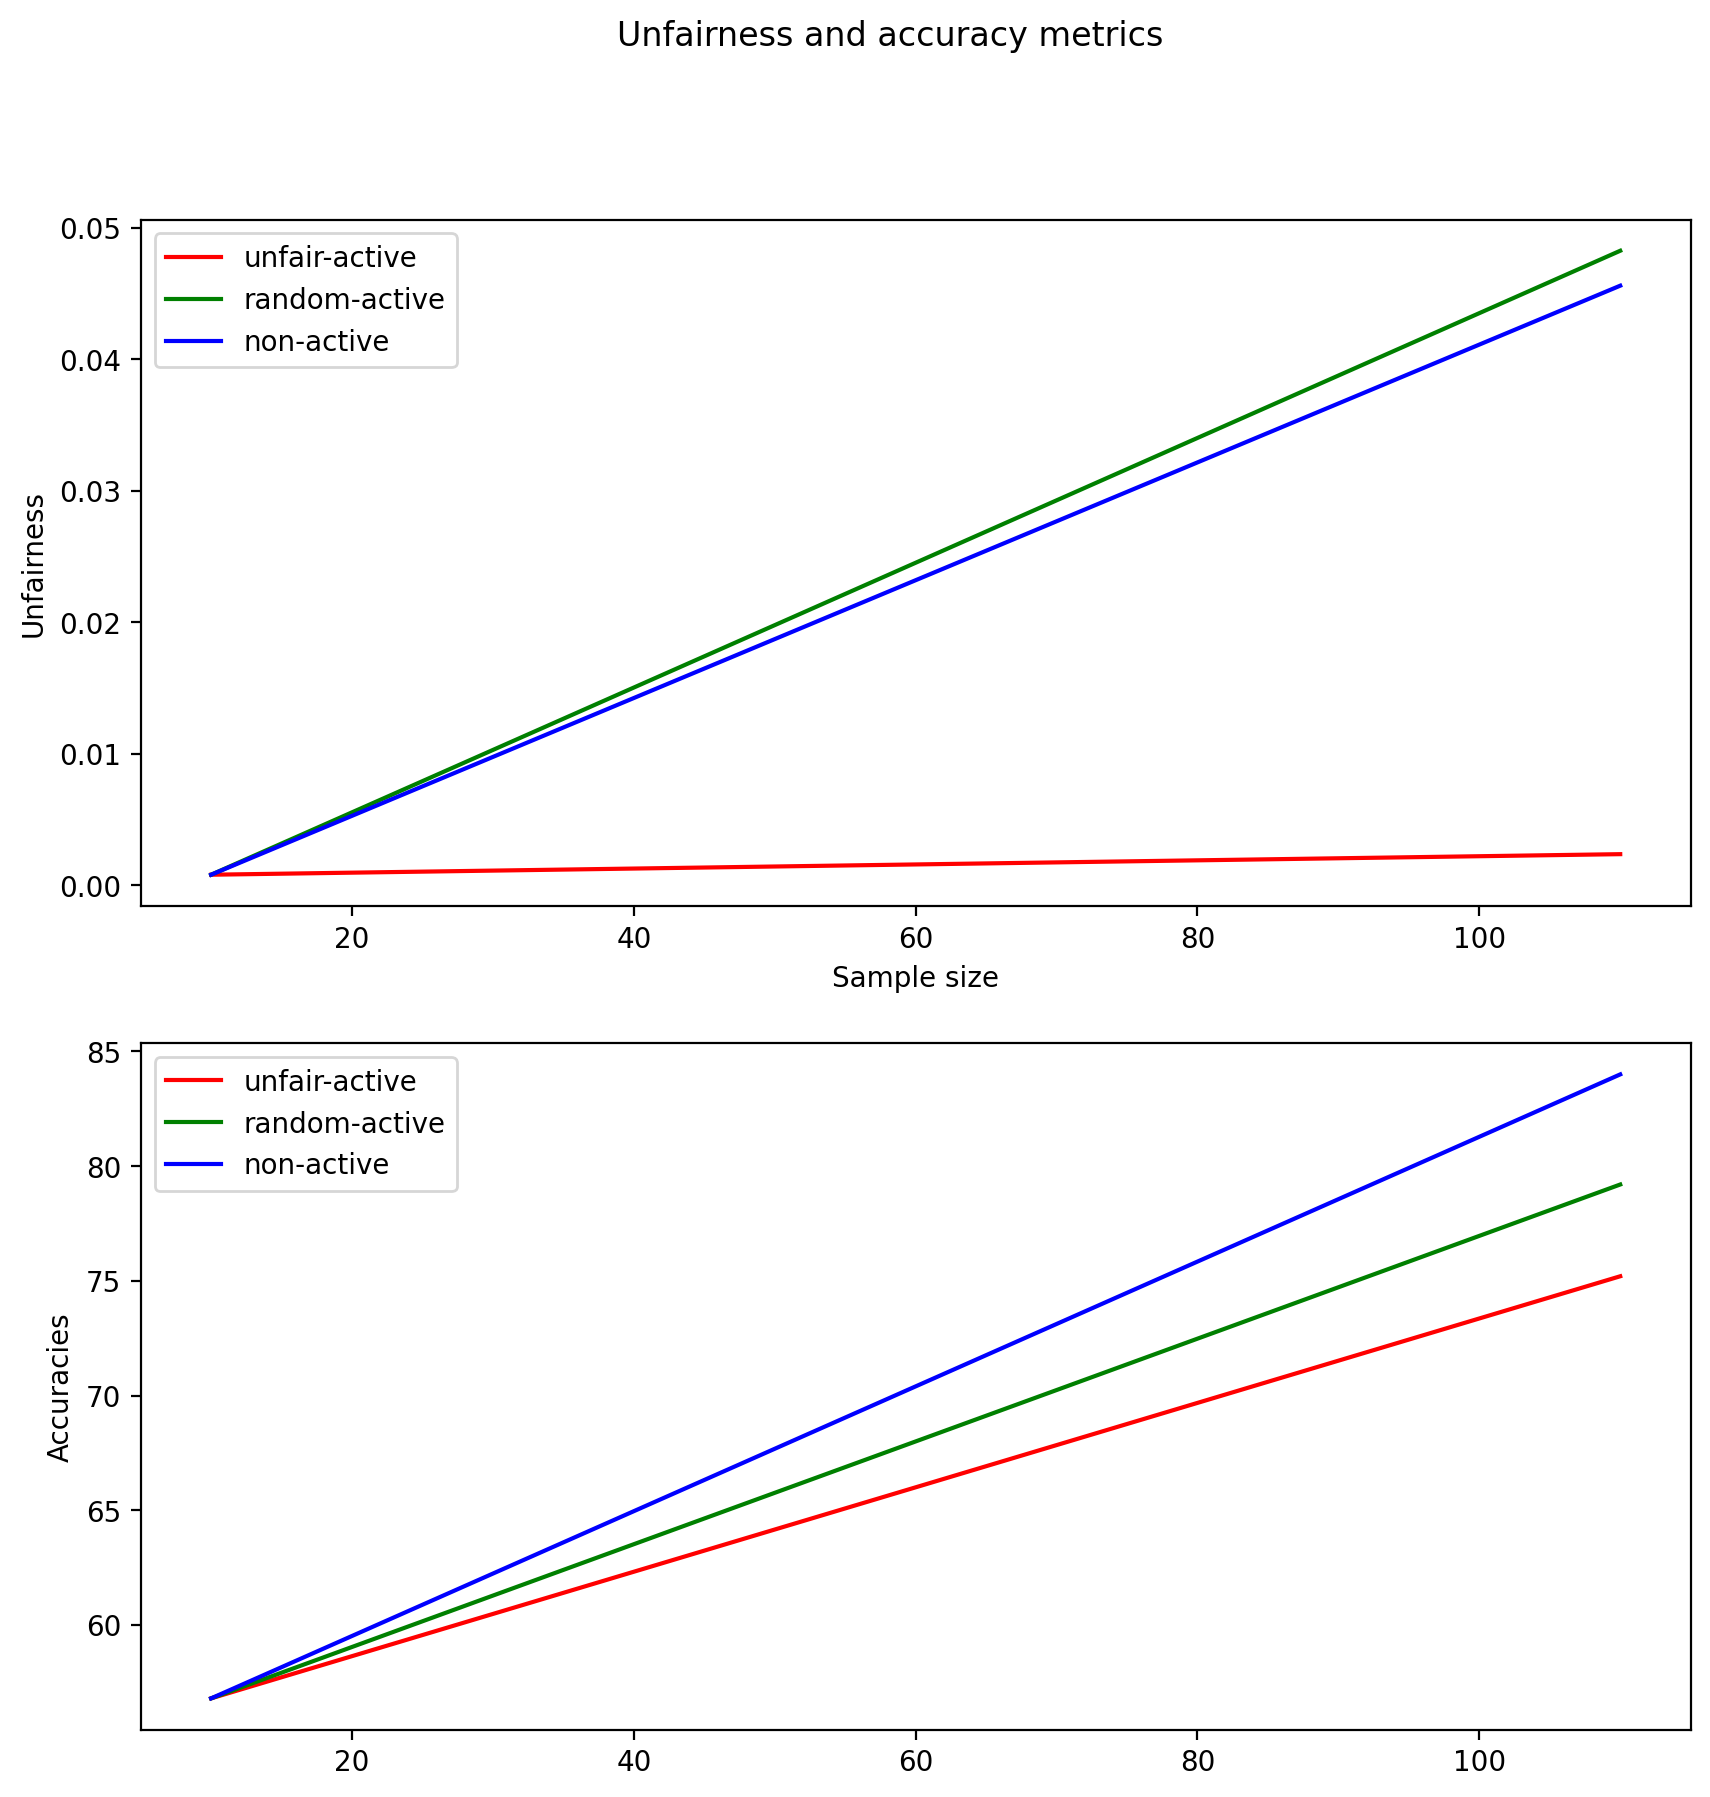 Unfairness and accuracy metrics
0.05
0.04
0.03
0.02
0.01
0.00
Unfairness
unfair-active
random-active
non-active
20 40 60 80 100
Sample size
85
80
75
70
65
60
Accuracies
unfair-active
random-active
non-active
20 40 60 80 100